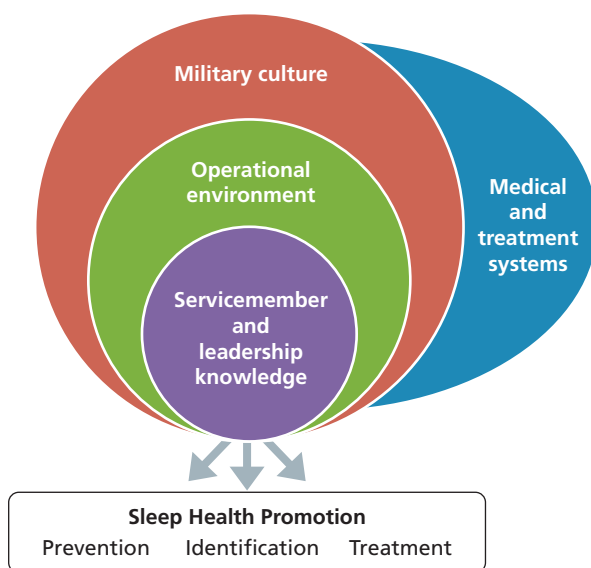 Military culture
Operational
environment
Medical
and
treatment
systems
Servicemember
and
leadership
knowledge
Sleep Health Promotion
Prevention Identification Treatment